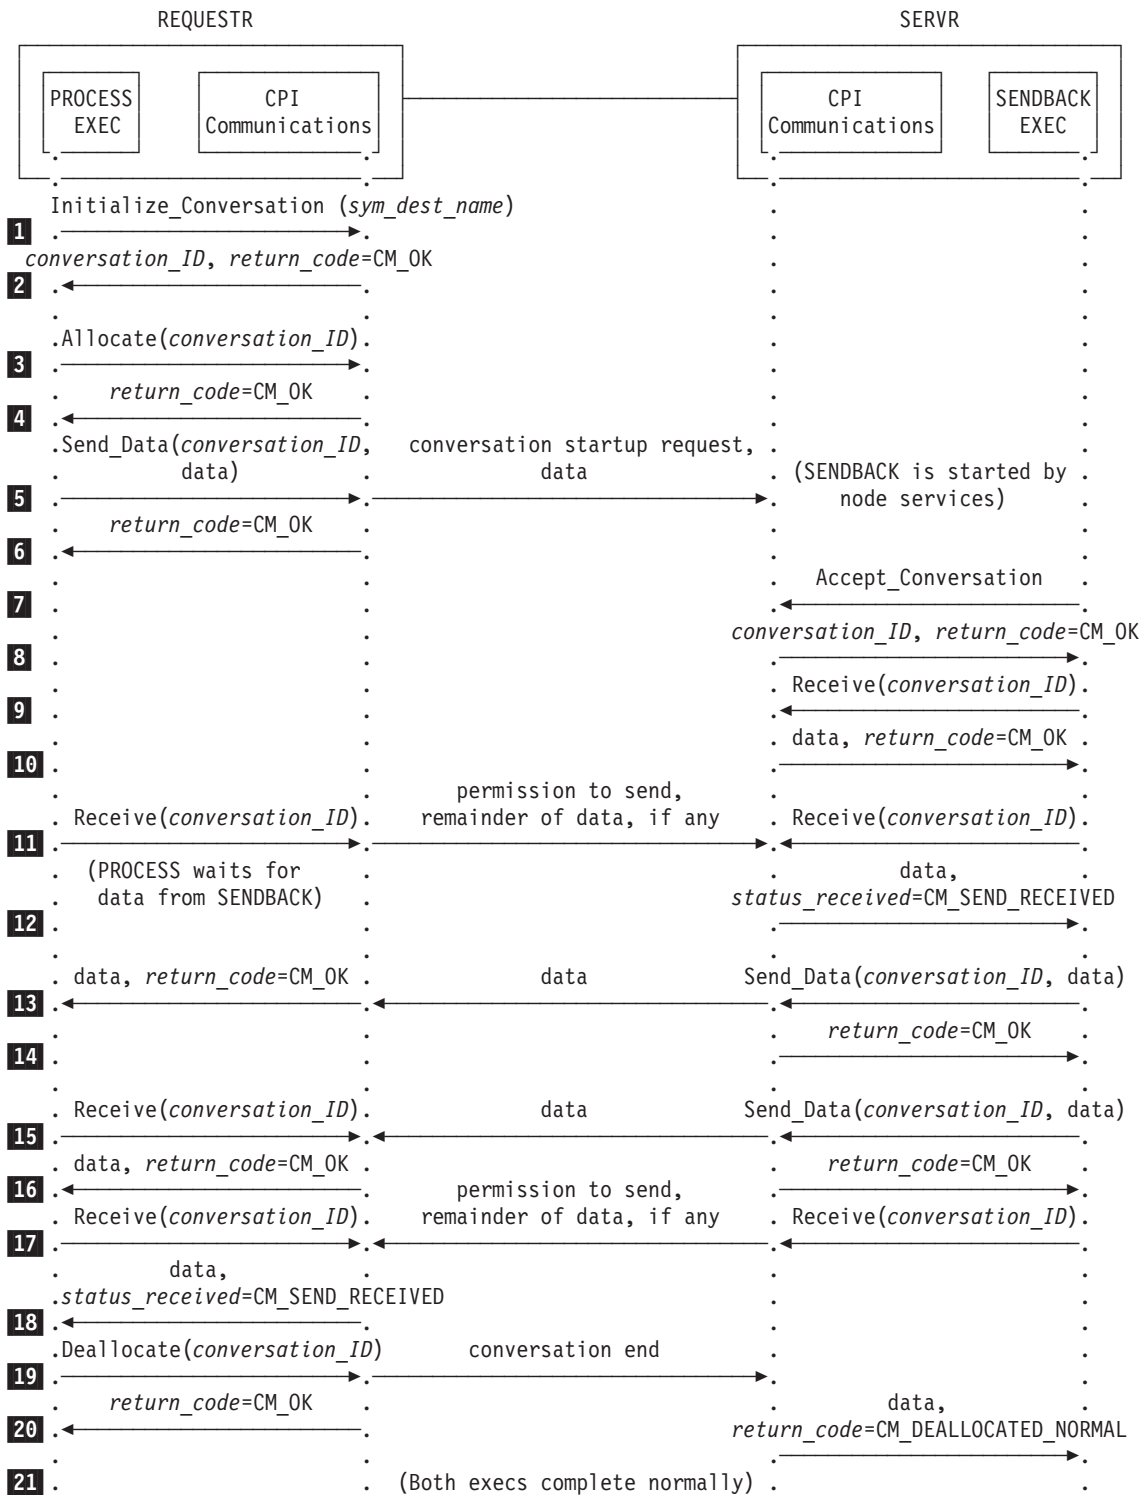 REQUESTR SERVR
PROCESS CPI CPI SENDBACK
EXEC Communications Communications EXEC
Initialize_Conversation (sym_dest_name)
1
conversation_ID, return_code=CM_OK
2
Allocate(conversation_ID)
3
return_code=CM_OK
4
Send_Data(conversation_ID, conversation startup request,
data) data (SENDBACK is started by
5 node services)
return_code=CM_OK
6
Accept_Conversation
7
conversation_ID, return_code=CM_OK
8
Receive(conversation_ID)
9
data, return_code=CM_OK
10
permission to send,
Receive(conversation_ID) remainder of data, if any Receive(conversation_ID)
11
(PROCESS waits for data,
data from SENDBACK) status_received=CM_SEND_RECEIVED
12
data, return_code=CM_OK data Send_Data(conversation_ID, data)
13
return_code=CM_OK
14
Receive(conversation_ID) data Send_Data(conversation_ID, data)
15
data, return_code=CM_OK return_code=CM_OK
16 permission to send,
Receive(conversation_ID) remainder of data, if any Receive(conversation_ID)
17
data,
status_received=CM_SEND_RECEIVED
18
Deallocate(conversation_ID) conversation end
19
return_code=CM_OK data,
20 return_code=CM_DEALLOCATED_NORMAL
21 (Both execs complete normally)